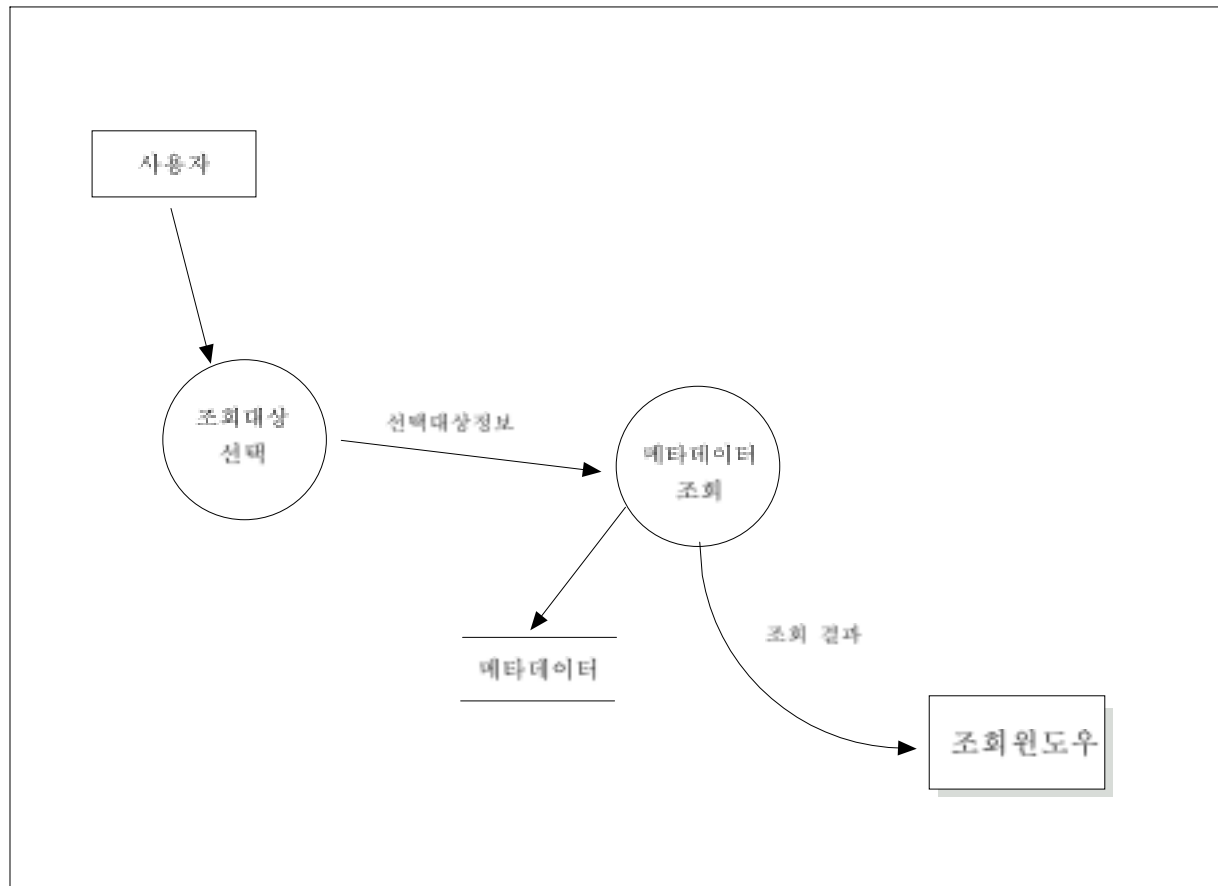 사용자
조회대상
선택
선택대상정보
메타데이터
조회
조회 결과
메타데이터
조회윈도우